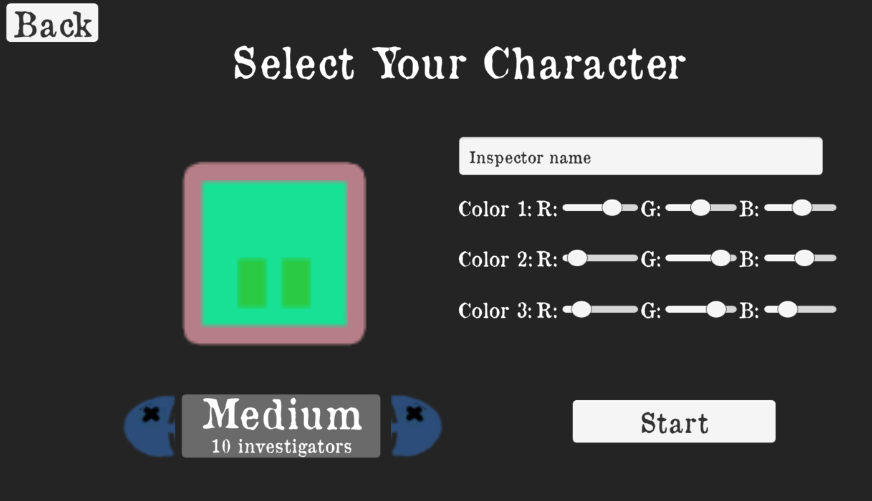 Back
Select Your Character
Inspector name
Color 1: R: G: B:
Color 2: R: G: B:
Color 3: R: G: B:
Medium
10 investigators
Start